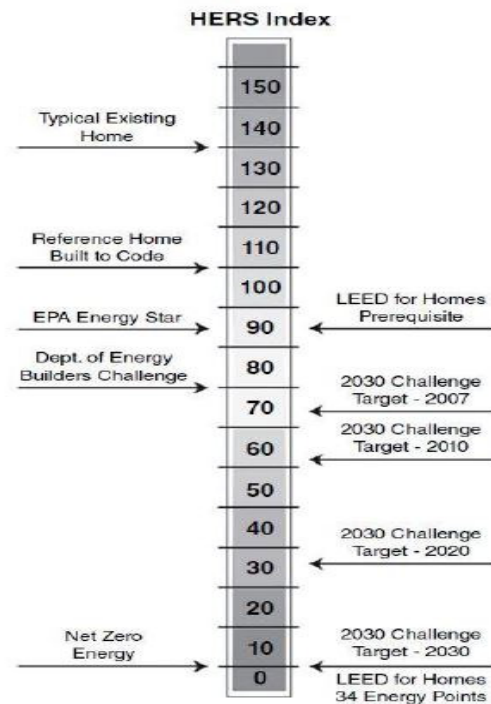 HERS Index
150
Typical Existing
Home
140
130
120
Reference Home
Built to Code
110
100
EPA Energy Star
90
LEED for Homes
Prerequisite
Dept. of Energy
Builders Challenge
80
70
2030 Challenge
Target - 2007
60
2030 Challenge
Target - 2010
50
40
2030 Challenge
Target - 2020
30
20
Net Zero
Energy
10
2030 Challenge
Target - 2030
0
LEED for Homes
34 Energy Points